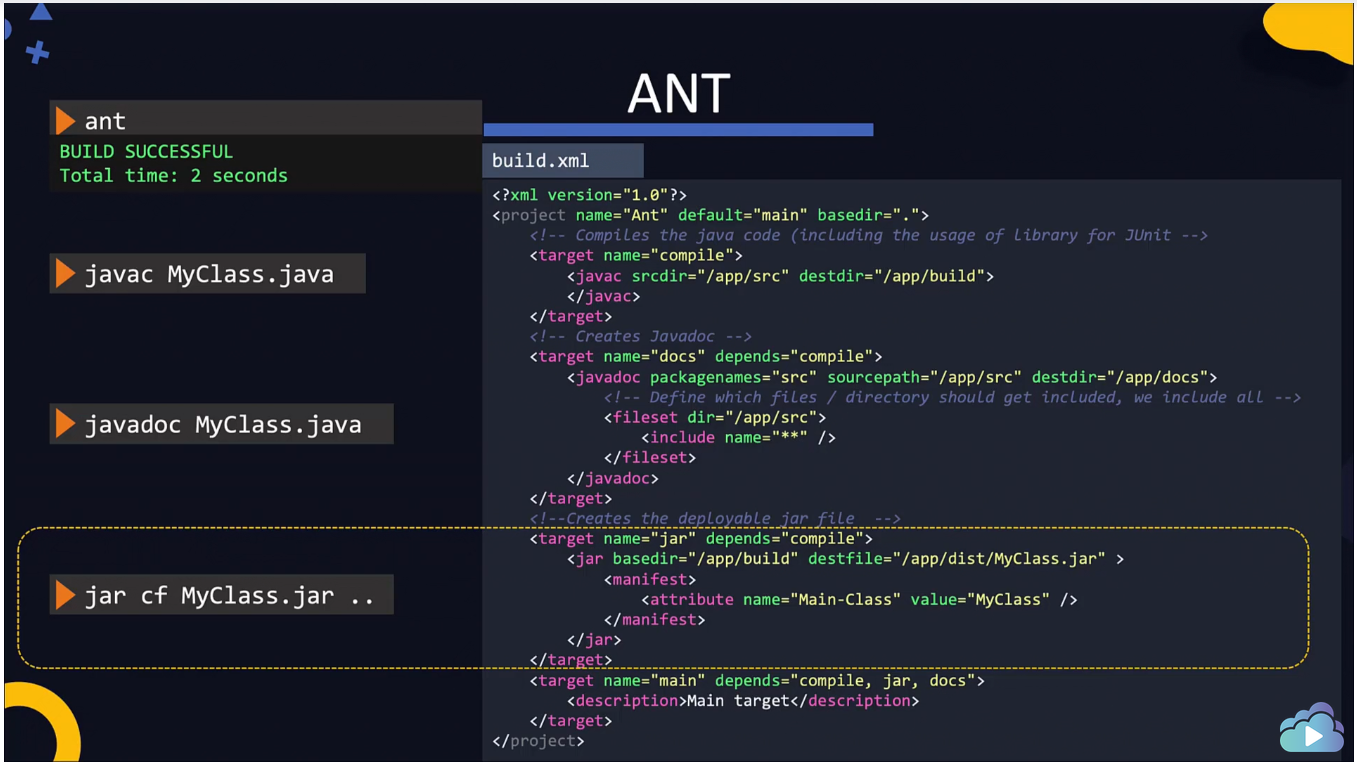 ANT
ant
BUILD SUCCESSFUL
Total time: 2 seconds
javac MyClass.java
javadoc MyClass.java
jar cf MyClass.jar ..
build.xml
<?xml version="1.0"?>
<project name="Ant" default="main" basedir=".">
    <!-- Compiles the java code (including the usage of library for JUnit -->
    <target name="compile">
        <javac srcdir="/app/src" destdir="/app/build">
        </javac>
    </target>
    <!-- Creates Javadoc -->
    <target name="docs" depends="compile">
        <javadoc packagenames="src" sourcepath="/app/src" destdir="/app/docs">
            <!-- Define which files / directory should get included, we include all -->
            <fileset dir="/app/src">
                <include name="**" />
            </fileset>
        </javadoc>
    </target>
    <!--Creates the deployable jar file  -->
    <target name="jar" depends="compile">
        <jar basedir="/app/build" destfile="/app/dist/MyClass.jar" >
            <manifest>
                <attribute name="Main-Class" value="MyClass" />
            </manifest>
        </jar>
    </target>
    <target name="main" depends="compile, jar, docs">
        <description>Main target</description>
    </target>
</project>